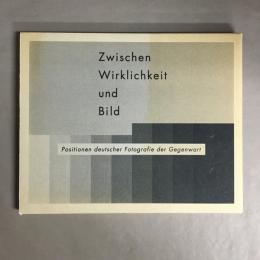 Zwischen
Wirklichkeit
und
Bild
Positionen deutscher Fotografie der Gegenwart